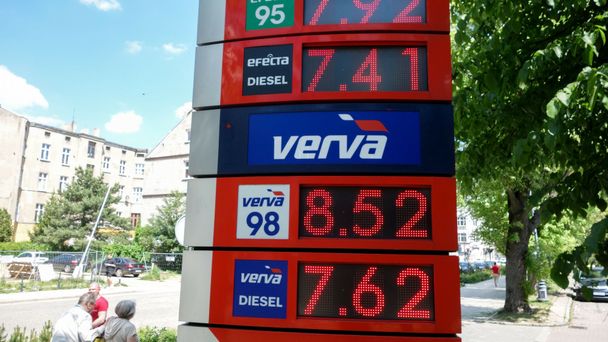 95 7.92
EFECTA
DIESEL 7.41
verva
verva
98 8.52
verva
DIESEL 7.62